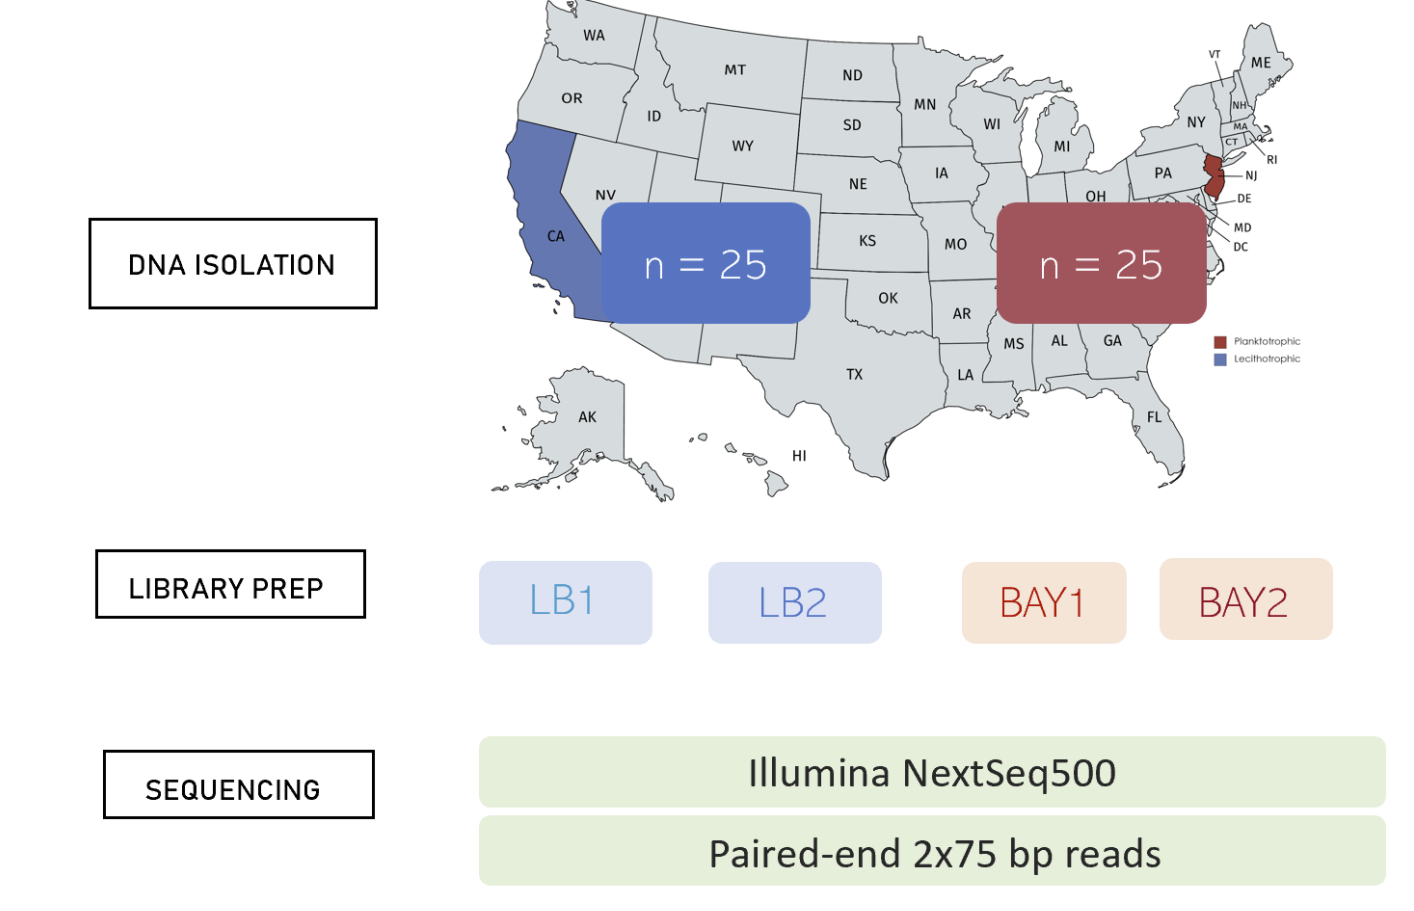 WA
MT
ND
MN
VT
ME
OR
ID
SD
WI
MI
NY
NH
MA
CT
RI
WY
IA
PA
NJ
NV
NE
OH
DE
CA
KS
MO
MD
DC
DNA ISOLATION
n = 25
n = 25
OK
AR
MS
AL
GA
Planktotrophic
Lecithotrophic
TX
LA
FL
AK
HI
LIBRARY PREP
LB1
LB2
BAY1
BAY2
SEQUENCING
Illumina NextSeq500
Paired-end 2x75 bp reads